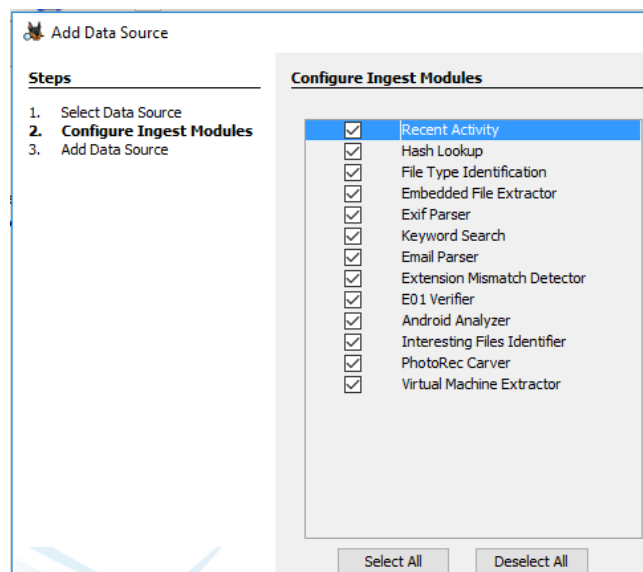 Add Data Source
Steps
1. Select Data Source
2. Configure Ingest Modules
3. Add Data Source
Configure Ingest Modules
Recent Activity
Hash Lookup
File Type Identification
Embedded File Extractor
Exif Parser
Keyword Search
Email Parser
Extension Mismatch Detector
E01 Verifier
Android Analyzer
Interesting Files Identifier
PhotoRec Carver
Virtual Machine Extractor
Select All Deselect All